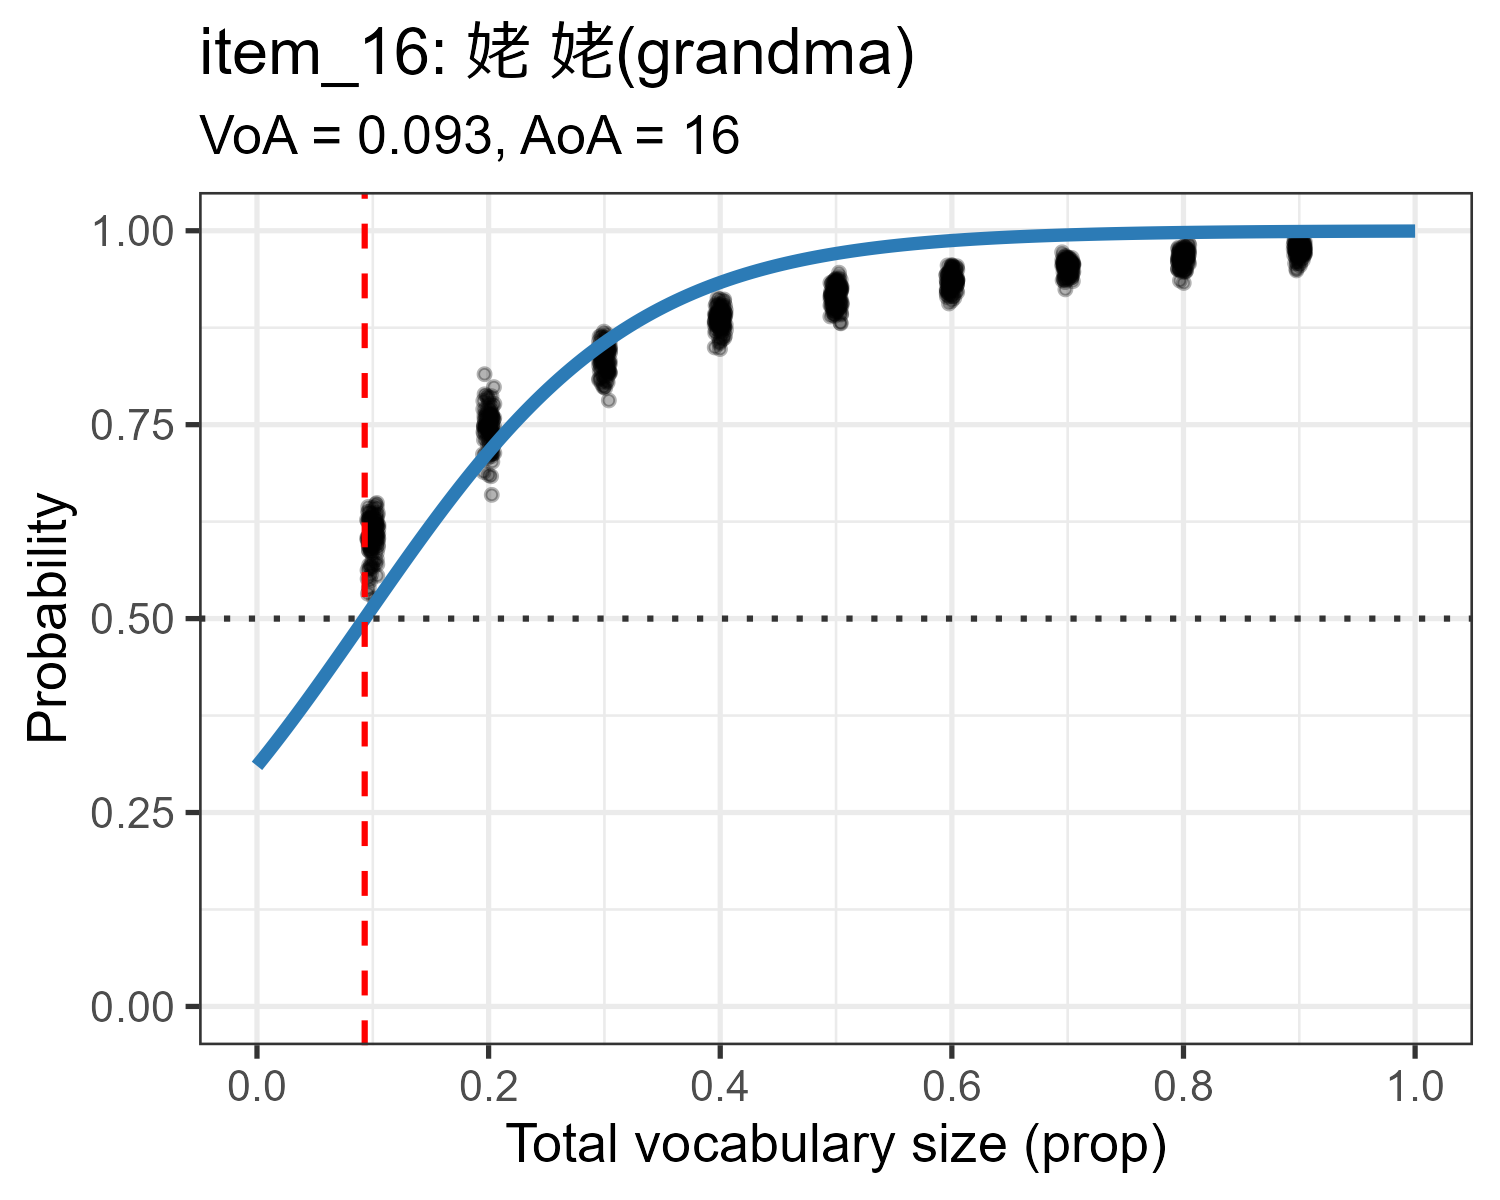 item_16: 姥 姥(grandma)
VoA = 0.093, AoA = 16
1.00
0.75
0.50
0.25
0.00
Probability
0.0 0.2 0.4 0.6 0.8 1.0
Total vocabulary size (prop)